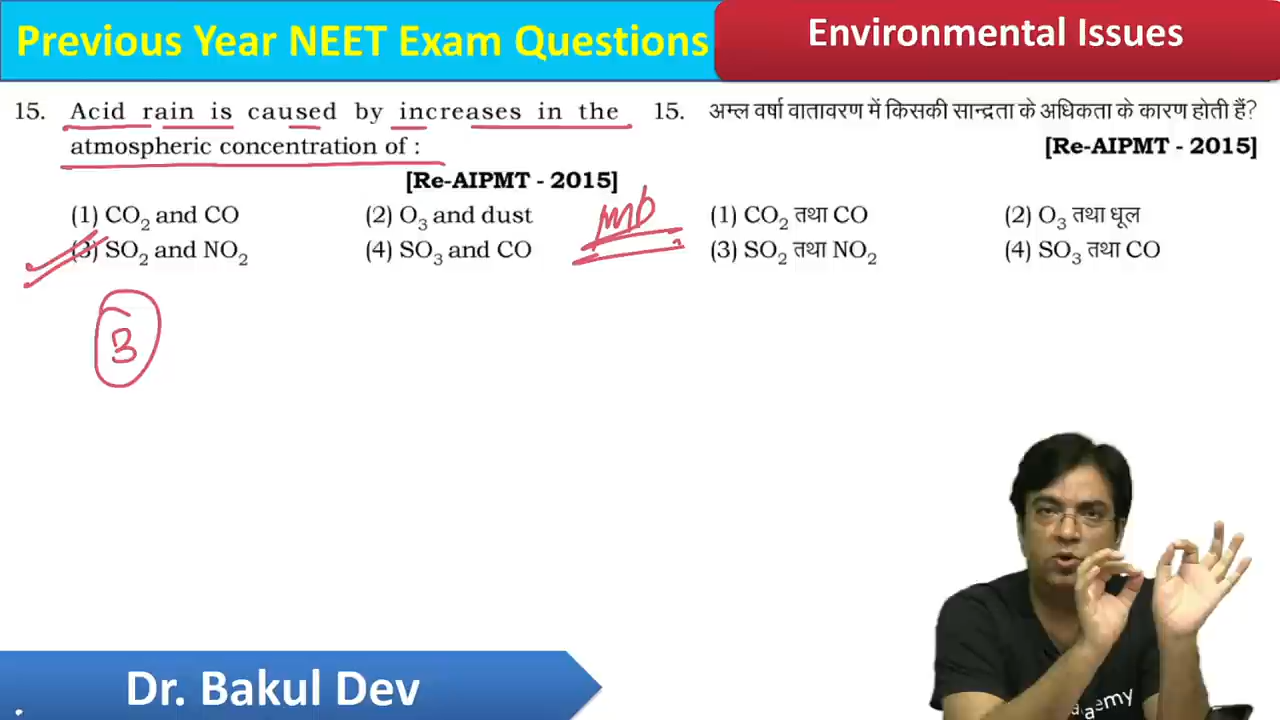 Previous Year NEET Exam Questions
Environmental Issues
15. Acid rain is caused by increases in the
atmospheric concentration of :
[Re-AIPMT - 2015]
(1) CO₂ and CO (2) O₃ and dust
(3) SO₂ and NO₂ (4) SO₃ and CO
3
15. अम्ल वर्षा वातावरण में किसकी सान्द्रता के अधिकता के कारण होती हैं?
[Re-AIPMT - 2015]
(1) CO₂ तथा CO (2) O₃ तथा धूल
(3) SO₂ तथा NO₂ (4) SO₃ तथा CO
Dr. Bakul Dev